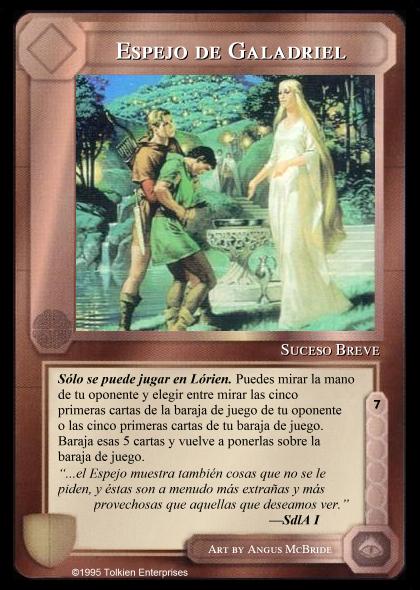 Espejo de Galadriel
Suceso Breve
Sólo se puede jugar en Lórien. Puedes mirar la mano
de tu oponente y elegir entre mirar las cinco
primeras cartas de la baraja de juego de tu oponente
o las cinco primeras cartas de tu baraja de juego.
Baraja esas 5 cartas y vuelve a ponerlas sobre la
baraja de juego.
“...el Espejo muestra también cosas que no se le
piden, y éstas son a menudo más extrañas y más
provechosas que aquellas que deseamos ver.”
—SdlA I
7
Art by Angus McBride
©1995 Tolkien Enterprises